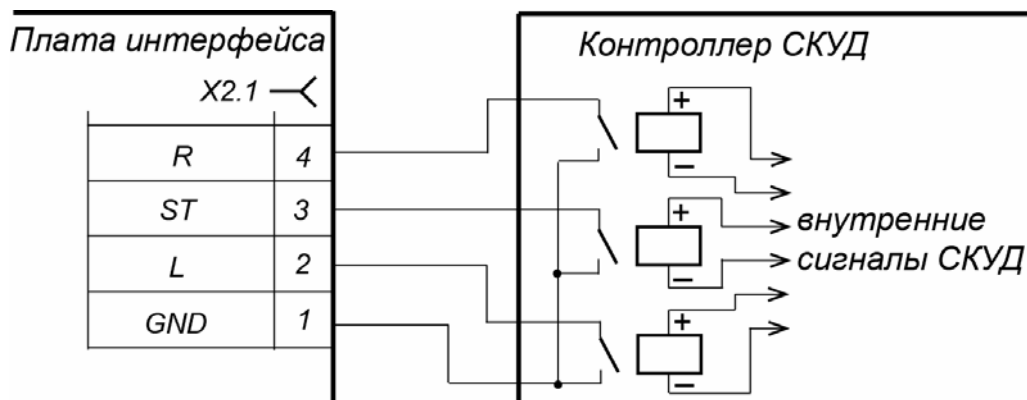 Плата интерфейса
X2.1
R 4
ST 3
L 2
GND 1
Контроллер СКУД
+
−
+
−
+
−
внутренние
сигналы СКУД